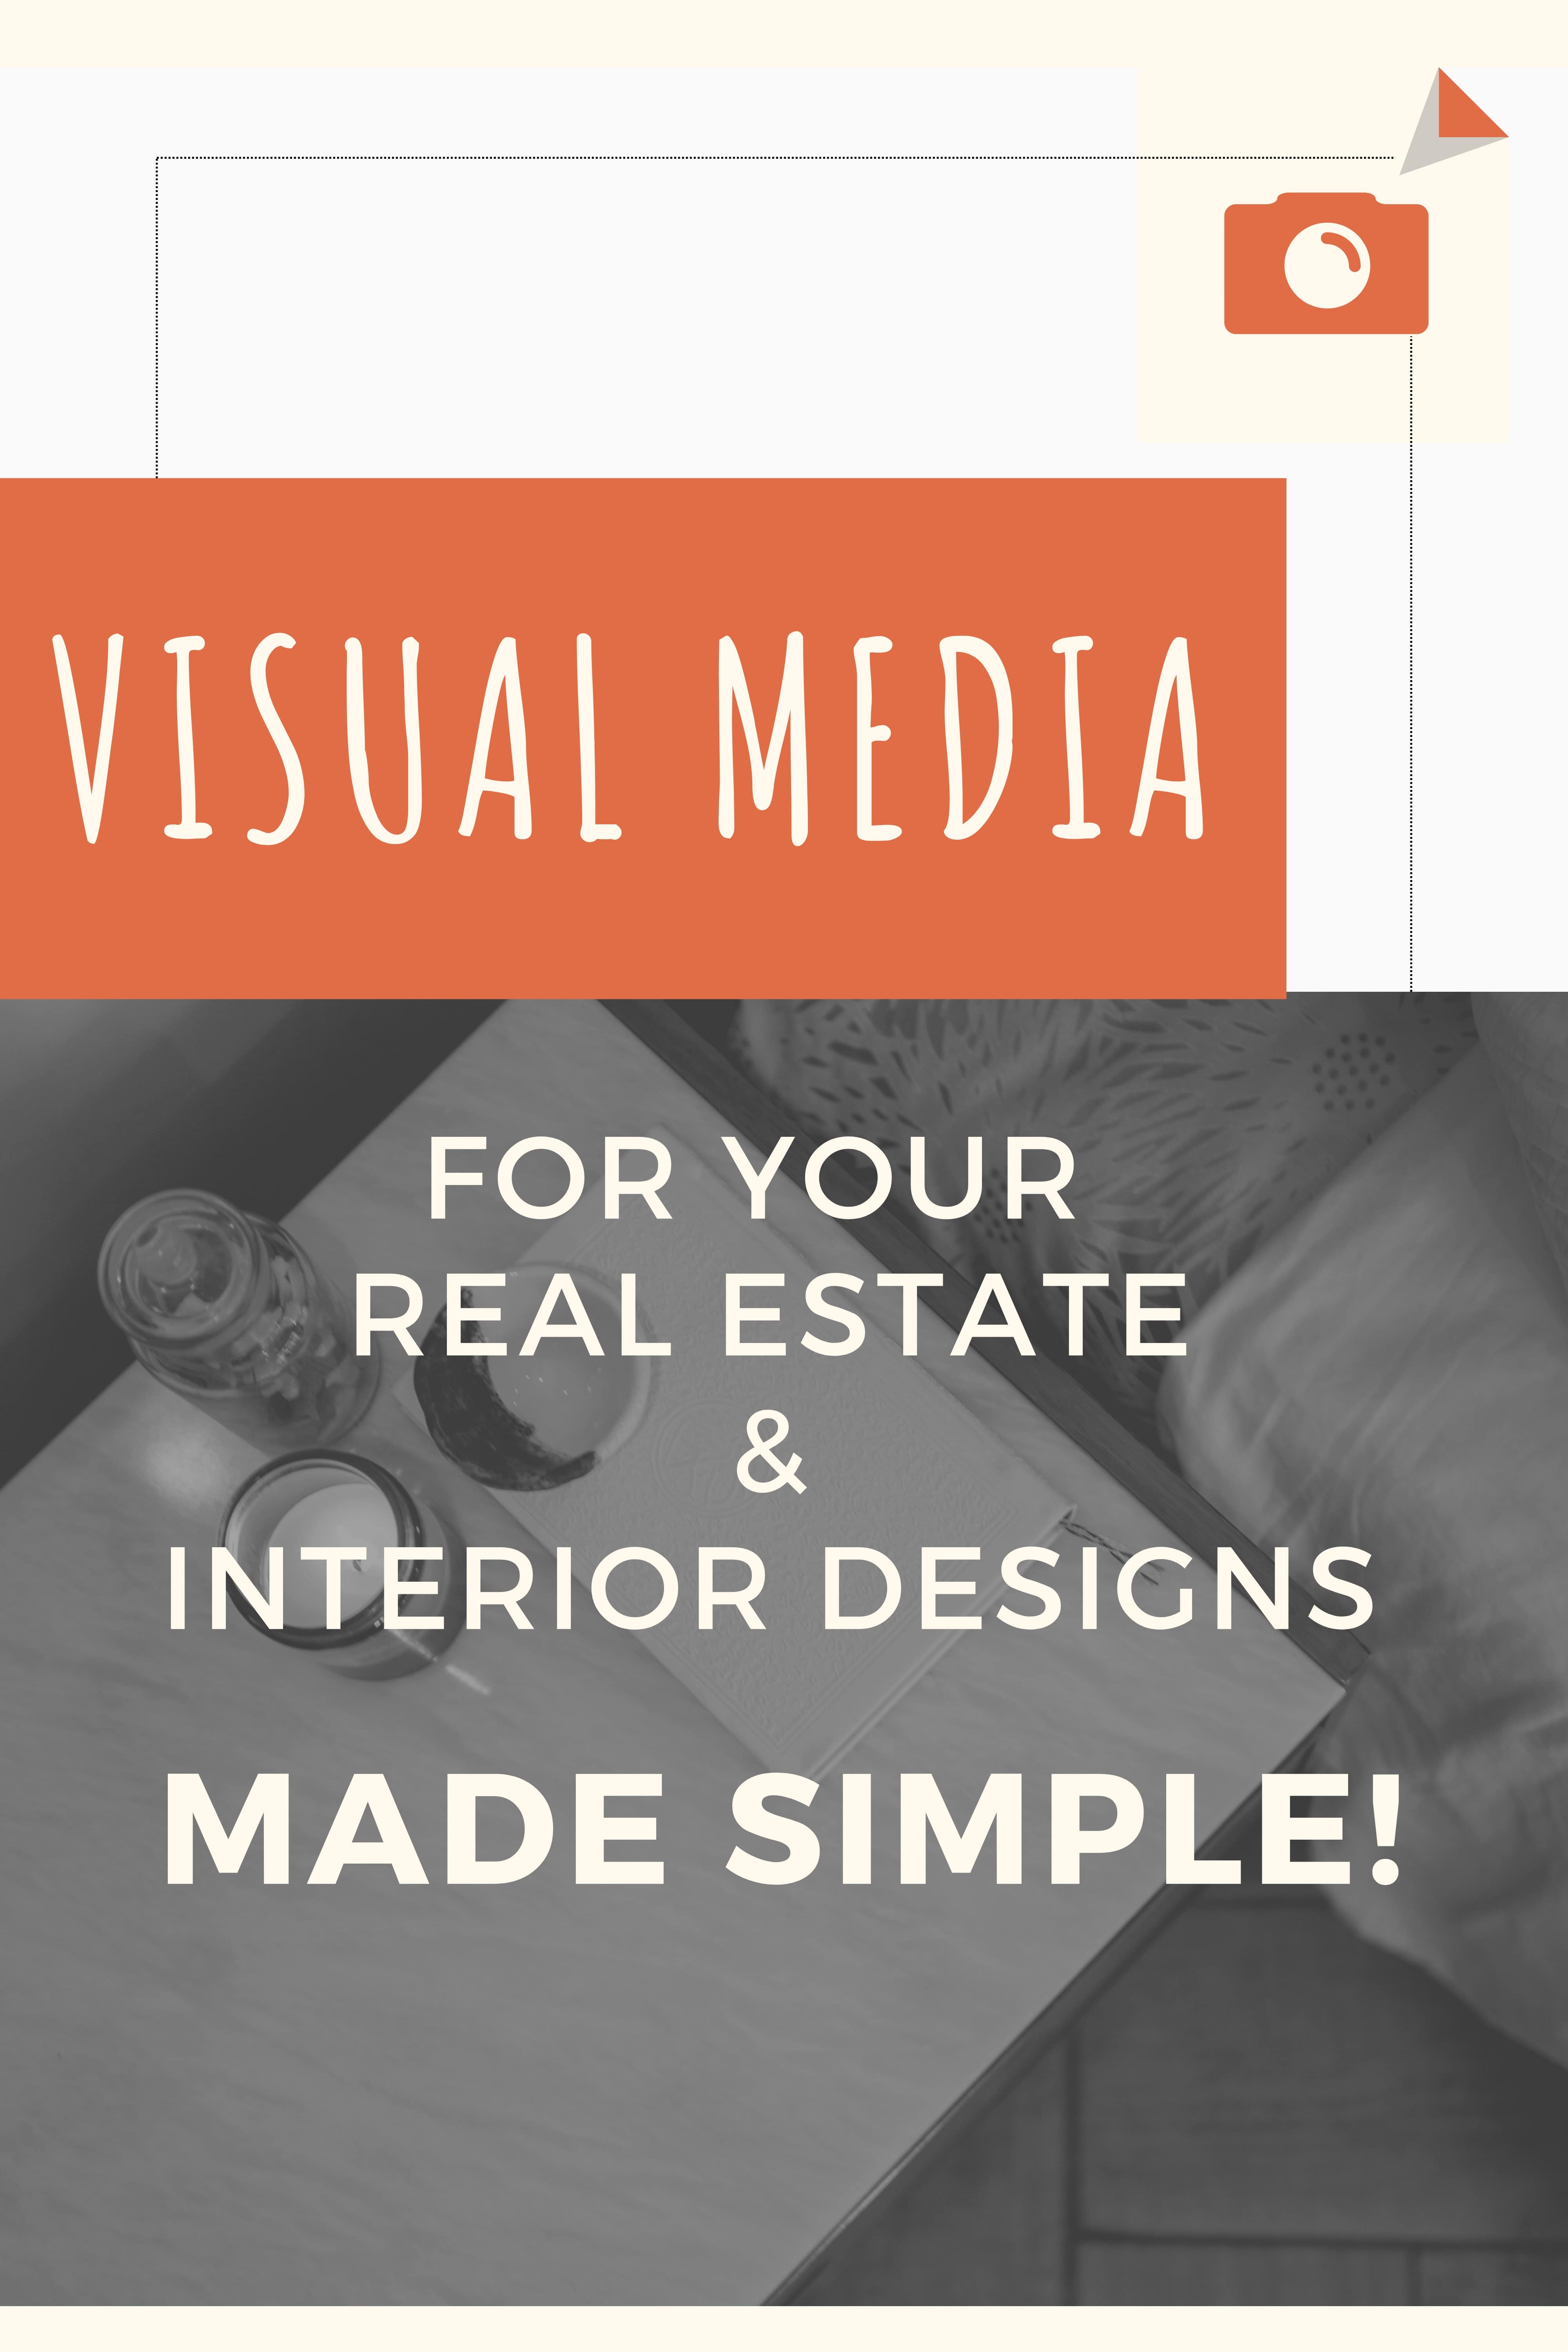 VISUAL MEDIA
FOR YOUR
REAL ESTATE
&
INTERIOR DESIGNS
MADE SIMPLE!